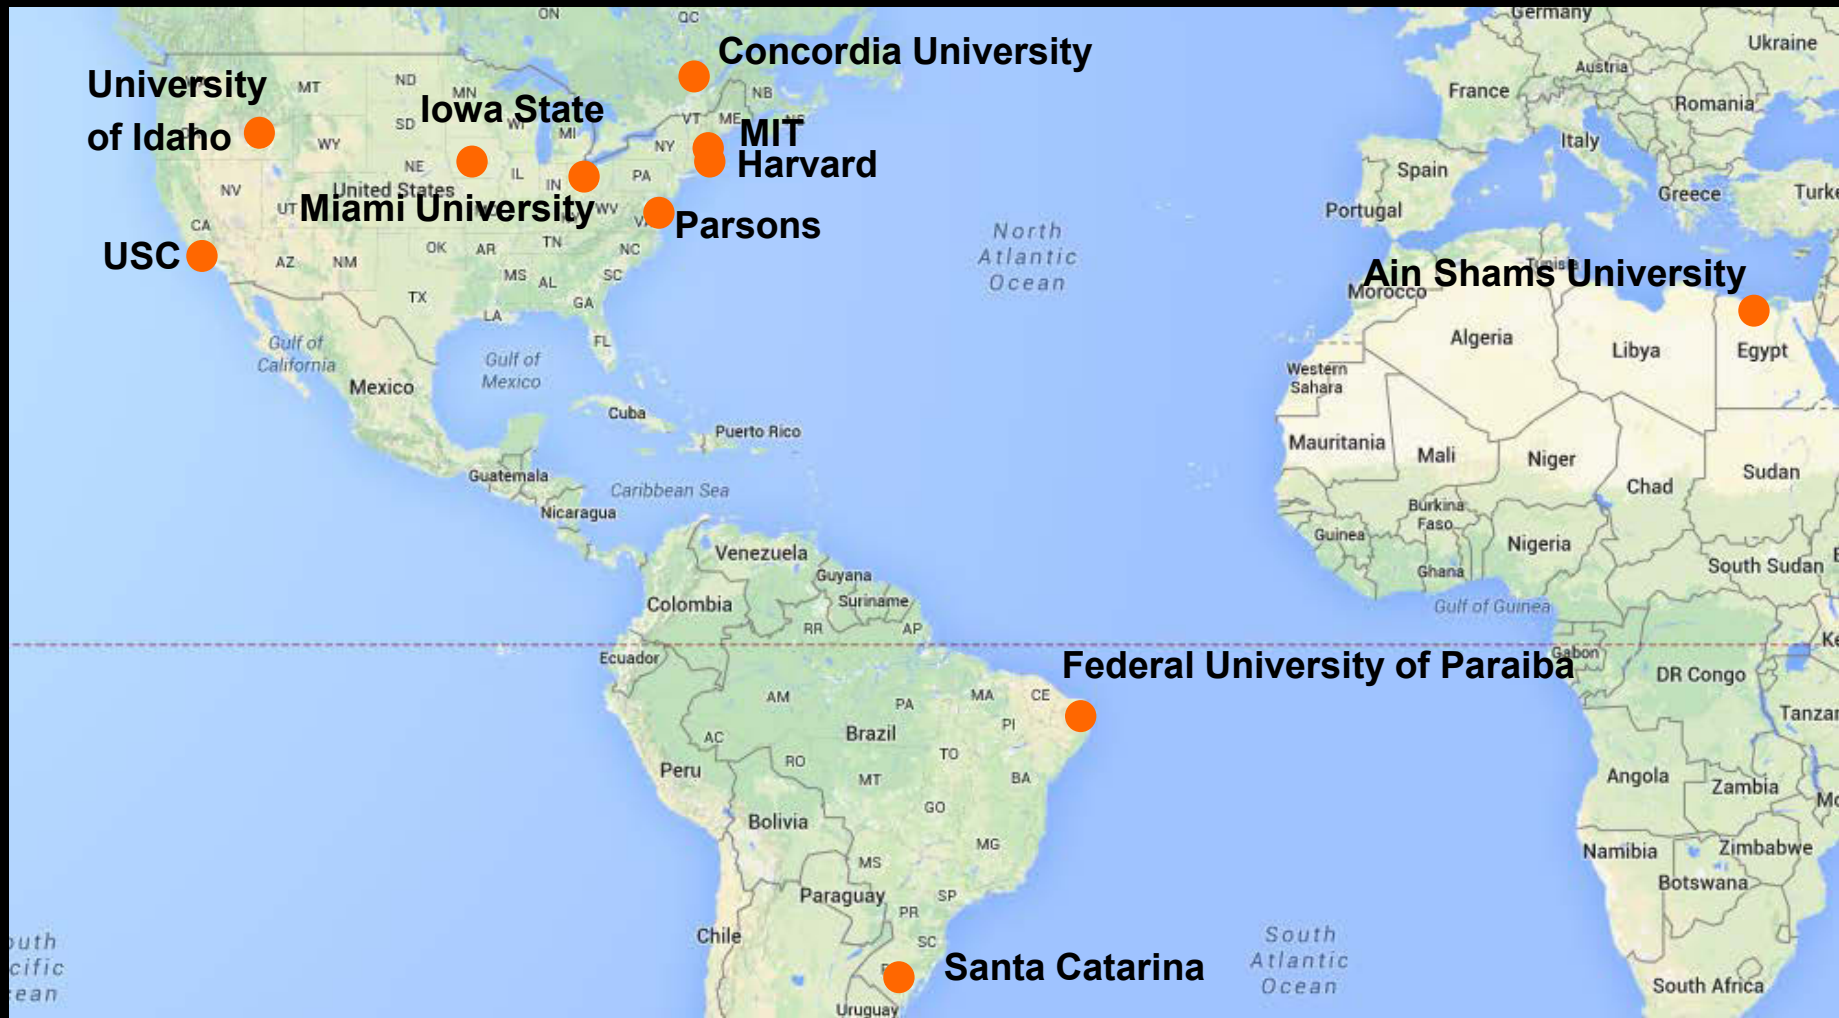 ON
QC
Germany
Ukraine
Concordia University
Austria
University
MT
ND
MN
NB
France
Romania
Iowa State
of Idaho
SD
WI
MI
VT
ME
MIT
Italy
WY
NY
Harvard
NE
IL
IN
PA
Spain
NV
United States
Greece
UT
Miami University
WV
Portugal
CA
Parsons
USC
OK
AR
TN
NC
North
Atlantic
Ocean
AZ
NM
MS
AL
SC
Tunisia
Ain Shams University
Morocco
TX
GA
LA
FL
Algeria
Libya
Egypt
Gulf of
California
Gulf of
Mexico
Western
Sahara
Mexico
Cuba
Puerto Rico
Mauritania
Mali
Niger
Chad
Sudan
Guatemala
Caribbean Sea
Nicaragua
Burkina
Faso
Guinea
Nigeria
Venezuela
Guyana
Ghana
South Sudan
Colombia
Suriname
Gulf of Guinea
RR
AP
Ecuador
Gabon
Federal University of Paraiba
DR Congo
AM
PA
MA
CE
PI
AC
Brazil
TO
RO
Peru
MT
BA
Angola
Zambia
GO
Bolivia
MG
MS
Namibia
Zimbabwe
Paraguay
SP
Botswana
PR
Chile
SC
South
Atlantic
Ocean
Santa Catarina
South Africa
Uruguay